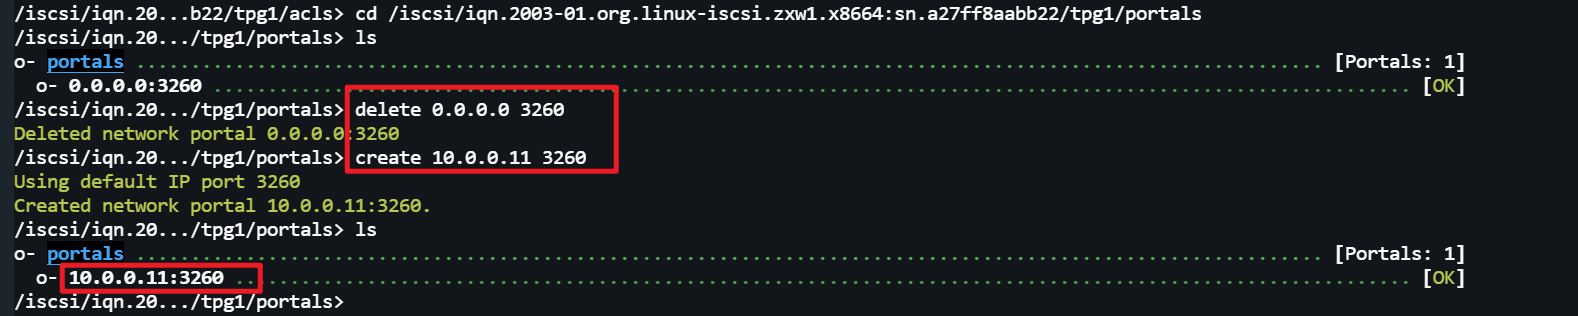 /iscsi/iqn.20...b22/tpg1/acls> cd /iscsi/iqn.2003-01.org.linux-iscsi.zxw1.x8664:sn.a27ff8aabb22/tpg1/portals
/iscsi/iqn.20.../tpg1/portals> ls
o- portals ............................................................................................................ [Portals: 1]
  o- 0.0.0.0:3260 ............................................................................................................. [OK]
/iscsi/iqn.20.../tpg1/portals> delete 0.0.0.0 3260
Deleted network portal 0.0.0.0:3260
/iscsi/iqn.20.../tpg1/portals> create 10.0.0.11 3260
Using default IP port 3260
Created network portal 10.0.0.11:3260.
/iscsi/iqn.20.../tpg1/portals> ls
o- portals ............................................................................................................ [Portals: 1]
  o- 10.0.0.11:3260 ........................................................................................................... [OK]
/iscsi/iqn.20.../tpg1/portals>